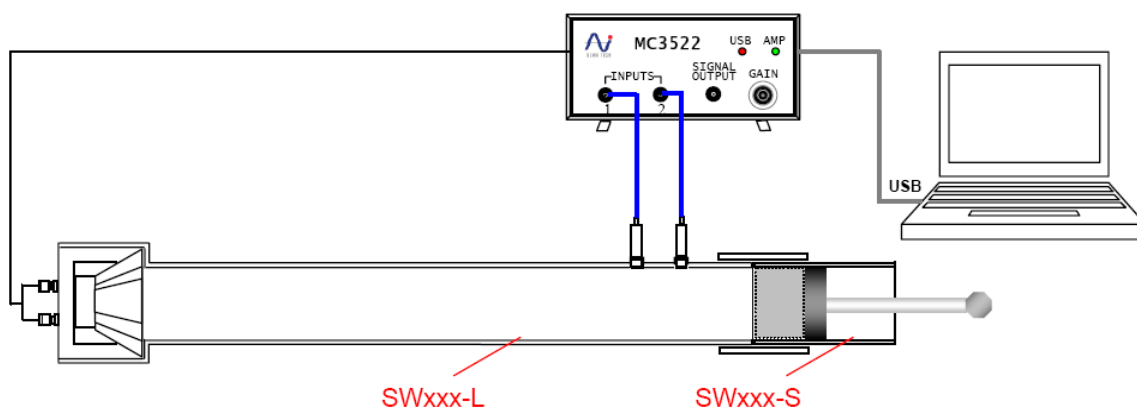 MC3522
USB AMP
SIGNAL
OUTPUT
GAIN
INPUTS
1 2
USB
SWxxx-L
SWxxx-S